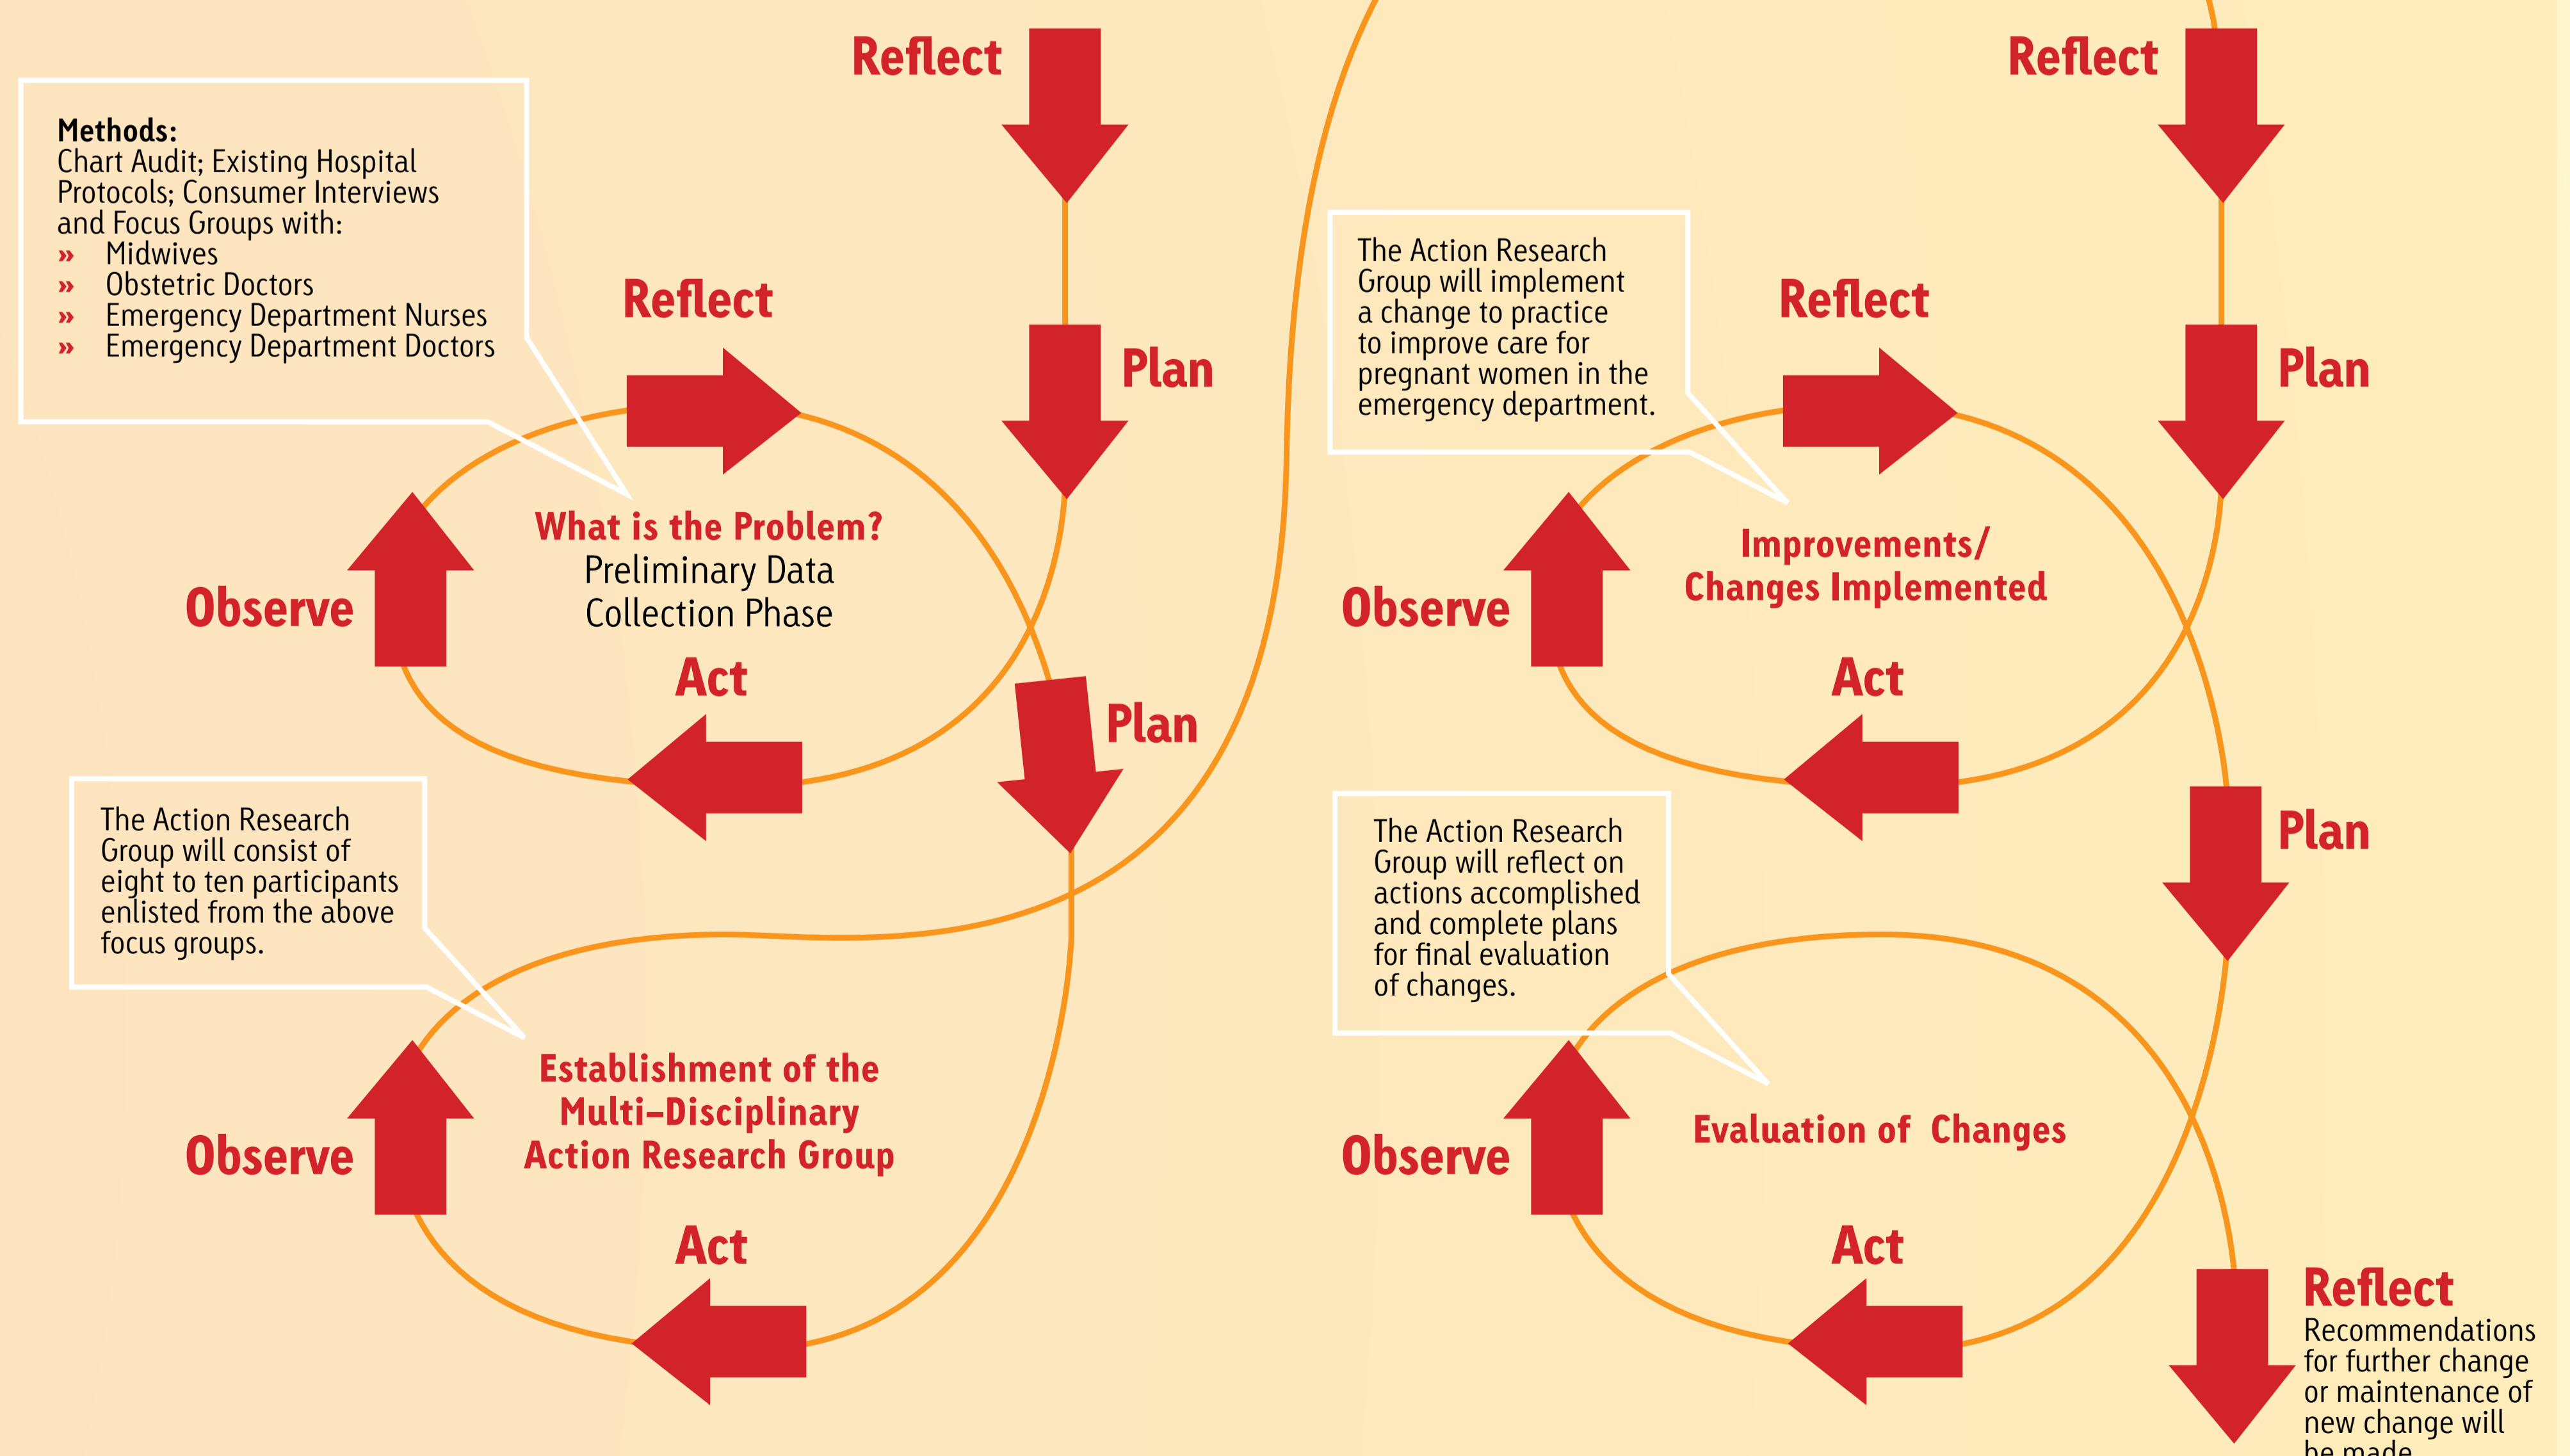 Reflect
Methods:
Chart Audit; Existing Hospital
Protocols; Consumer Interviews
and Focus Groups with:
» Midwives
» Obstetric Doctors
» Emergency Department Nurses
» Emergency Department Doctors
Reflect
Plan
What is the Problem?
Preliminary Data
Collection Phase
Observe
Act
Plan
The Action Research
Group will consist of
eight to ten participants
enlisted from the above
focus groups.
Establishment of the
Multi–Disciplinary
Action Research Group
Observe
Act
Reflect
The Action Research
Group will implement
a change to practice
to improve care for
pregnant women in the
emergency department.
Reflect
Plan
Improvements/
Changes Implemented
Observe
Act
Plan
The Action Research
Group will reflect on
actions accomplished
and complete plans
for final evaluation
of changes.
Evaluation of Changes
Observe
Act
Reflect
Recommendations
for further change
or maintenance of
new change will
be made